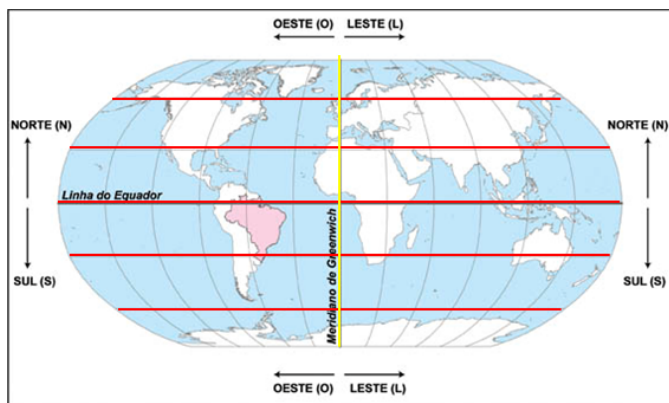 OESTE (O) LESTE (L)
NORTE (N) NORTE (N)
Linha do Equador
Meridiano de Greenwich
SUL (S) SUL (S)
OESTE (O) LESTE (L)